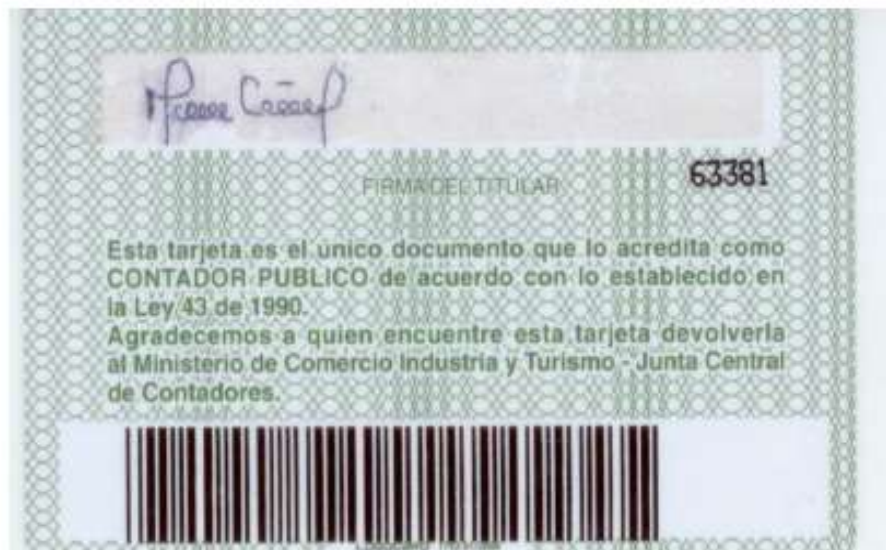 63381
FIRMA DEL TITULAR
Esta tarjeta es el único documento que lo acredita como
CONTADOR PUBLICO de acuerdo con lo establecido en
la Ley 43 de 1990.
Agradecemos a quien encuentre esta tarjeta devolverla
al Ministerio de Comercio Industria y Turismo - Junta Central
de Contadores.